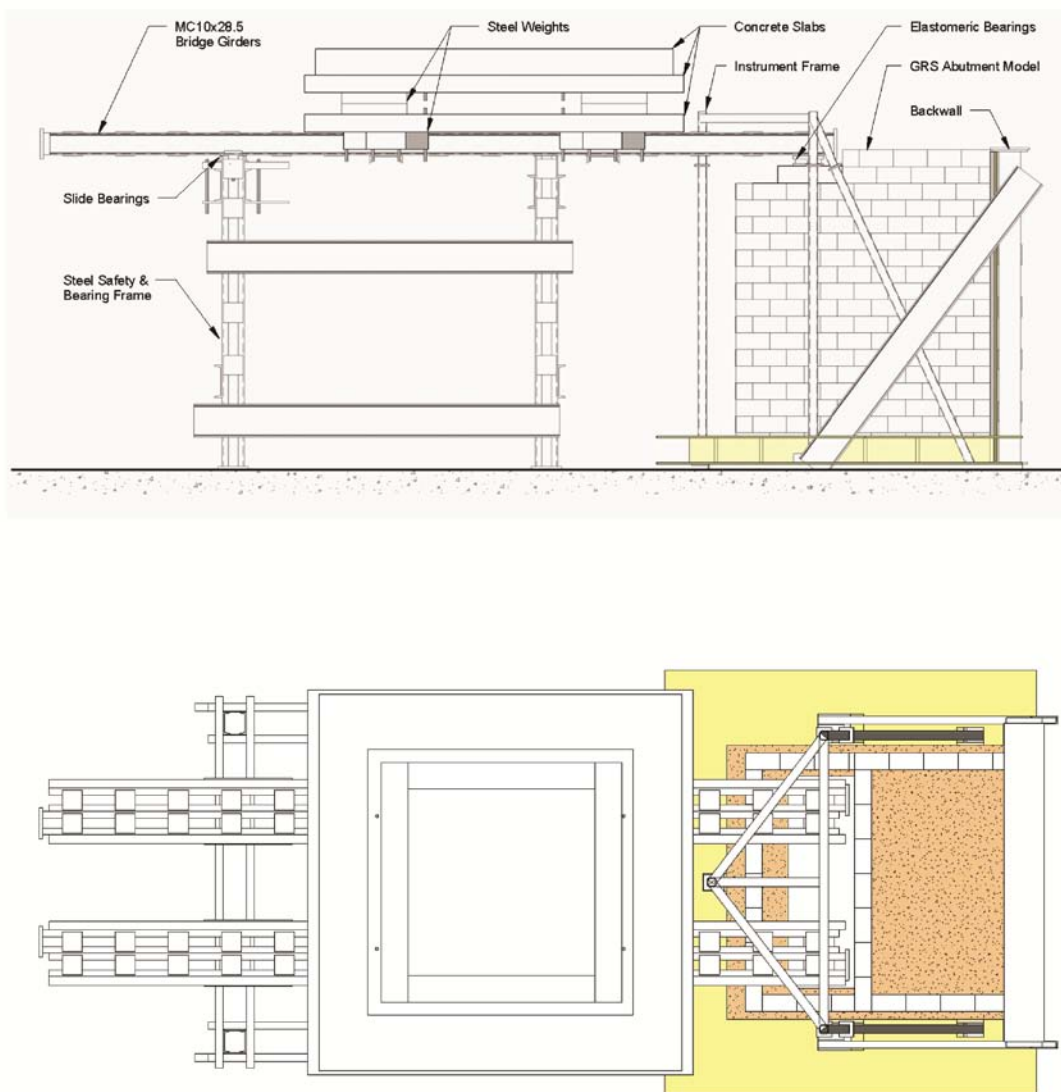 MC10x28.5
Bridge Girders
Steel Weights
Concrete Slabs
Elastomeric Bearings
Instrument Frame
GRS Abutment Model
Backwall
Slide Bearings
Steel Safety &
Bearing Frame